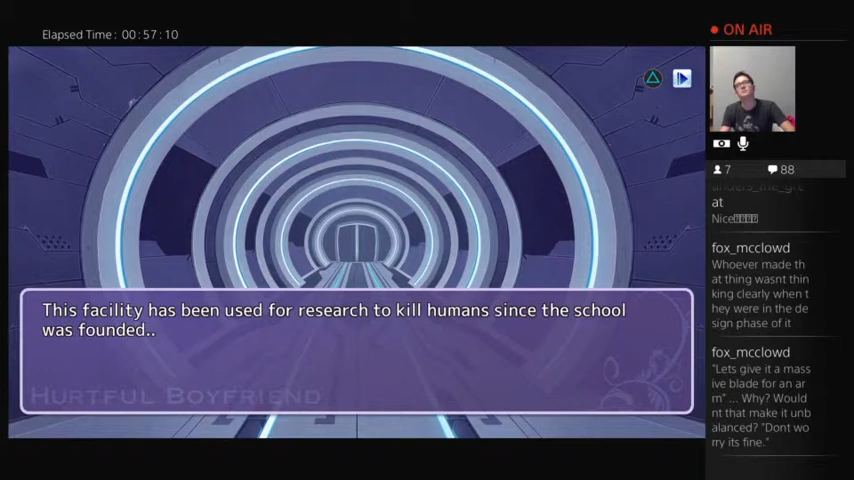 Elapsed Time: 00:57:10
ON AIR
7
88
at
Nice
fox_mcclowd
Whoever made th
at thing wasnt thin
king clearly when t
hey were in the de
sign phase of it
fox_mcclowd
"Lets give it a mass
ive blade for an ar
m" ... Why? Would
nt that make it unb
alanced? "Dont wo
rry its fine."
This facility has been used for research to kill humans since the school
was founded..
Hurtful Boyfriend